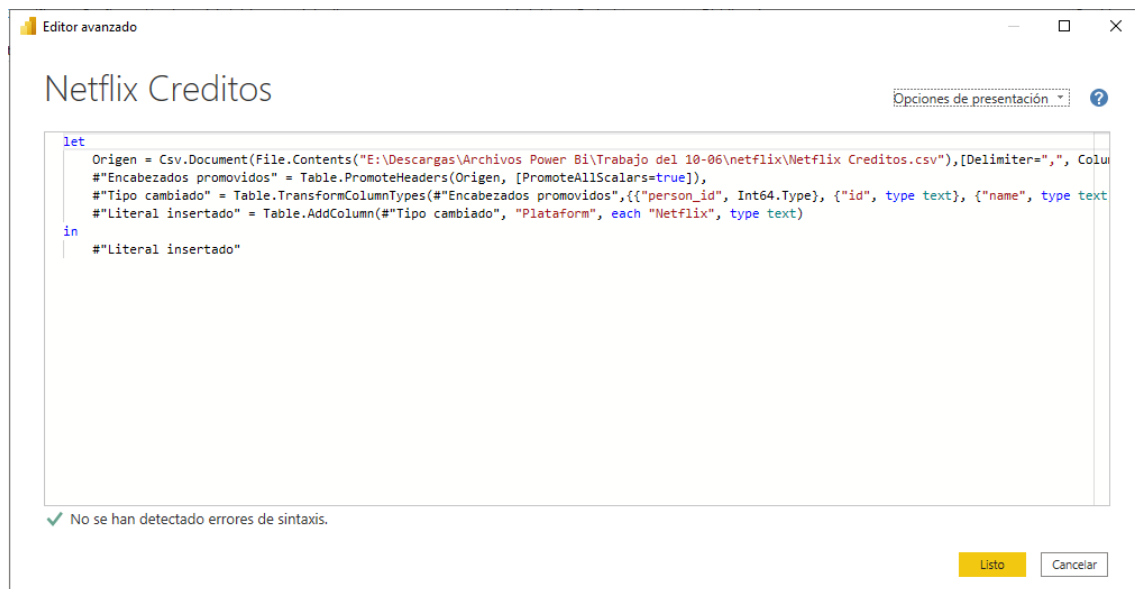 Editor avanzado
Netflix Creditos
Opciones de presentación
?
let
Origen = Csv.Document(File.Contents("E:\Descargas\Archivos Power Bi\Trabajo del 10-06\netflix\Netflix Creditos.csv"),[Delimiter=",", Colu
#"Encabezados promovidos" = Table.PromoteHeaders(Origen, [PromoteAllScalars=true]),
#"Tipo cambiado" = Table.TransformColumnTypes(#"Encabezados promovidos",{{"person_id", Int64.Type}, {"id", type text}, {"name", type text
#"Literal insertado" = Table.AddColumn(#"Tipo cambiado", "Plataform", each "Netflix", type text)
in
#"Literal insertado"
No se han detectado errores de sintaxis.
Listo
Cancelar